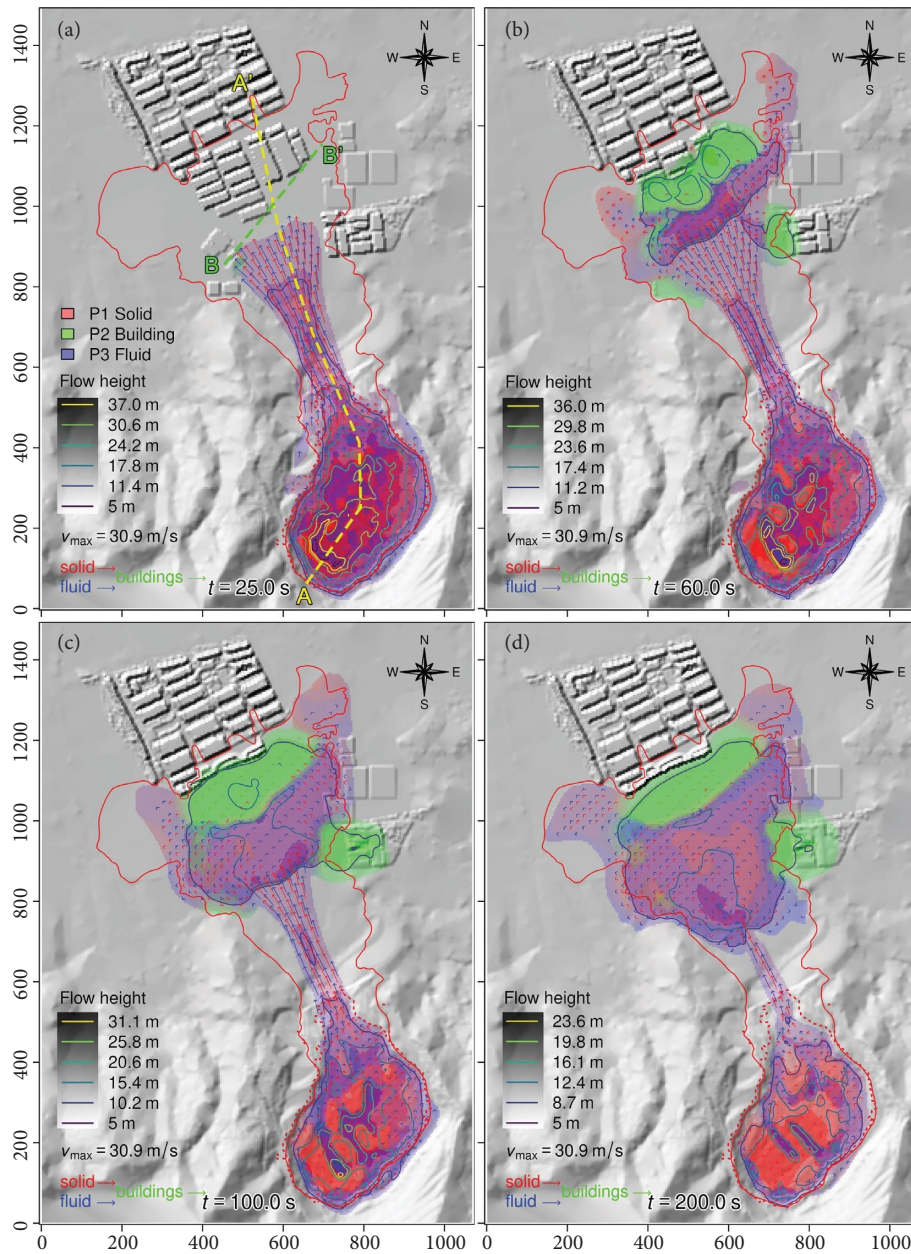 (a)
N
W E
S
A'
B'
B
P1 Solid
P2 Building
P3 Fluid
Flow height
37.0 m
30.6 m
24.2 m
17.8 m
11.4 m
5 m
vmax = 30.9 m/s
solid →
buildings →
fluid →
t = 25.0 s
A
1400
1200
1000
800
600
400
200
0
(b)
N
W E
S
Flow height
36.0 m
29.8 m
23.6 m
17.4 m
11.2 m
5 m
vmax = 30.9 m/s
solid →
buildings →
fluid →
t = 60.0 s
(c)
N
W E
S
Flow height
31.1 m
25.8 m
20.6 m
15.4 m
10.2 m
5 m
vmax = 30.9 m/s
solid →
buildings →
fluid →
t = 100.0 s
1400
1200
1000
800
600
400
200
0
0 200 400 600 800 1000
(d)
N
W E
S
Flow height
23.6 m
19.8 m
16.1 m
12.4 m
8.7 m
5 m
vmax = 30.9 m/s
solid →
buildings →
fluid →
t = 200.0 s
0 200 400 600 800 1000